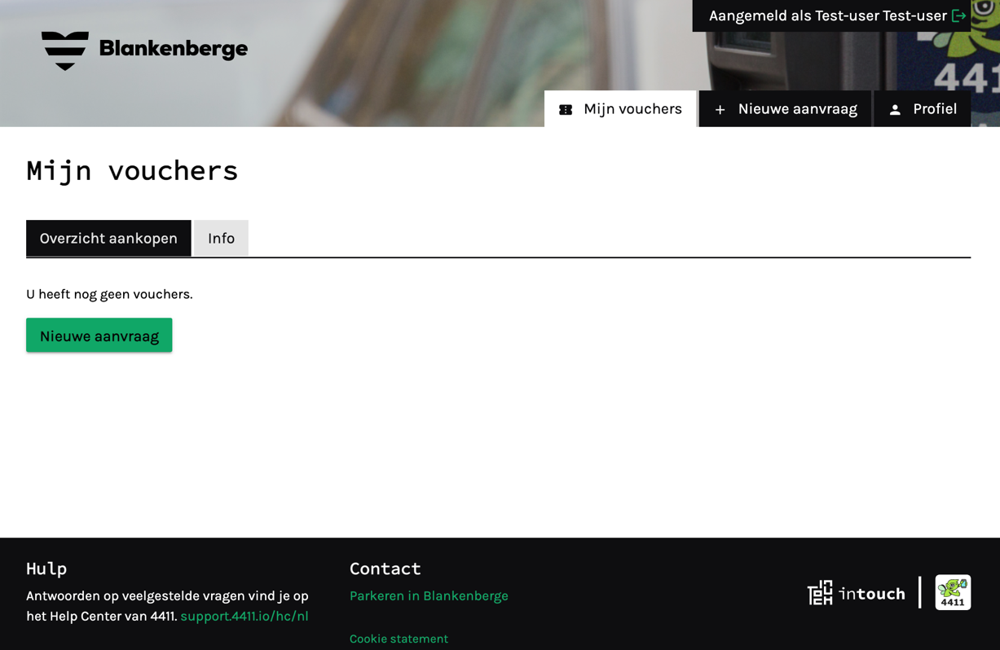 Aangemeld als Test-user Test-user
Blankenberge
441
Mijn vouchers
Nieuwe aanvraag
Profiel
Mijn vouchers
Overzicht aankopen
Info
U heeft nog geen vouchers.
Nieuwe aanvraag
Hulp
Antwoorden op veelgestelde vragen vind je op
het Help Center van 4411. support.4411.io/hc/nl
Contact
Parkeren in Blankenberge
Cookie statement
TECH
intouch
4411